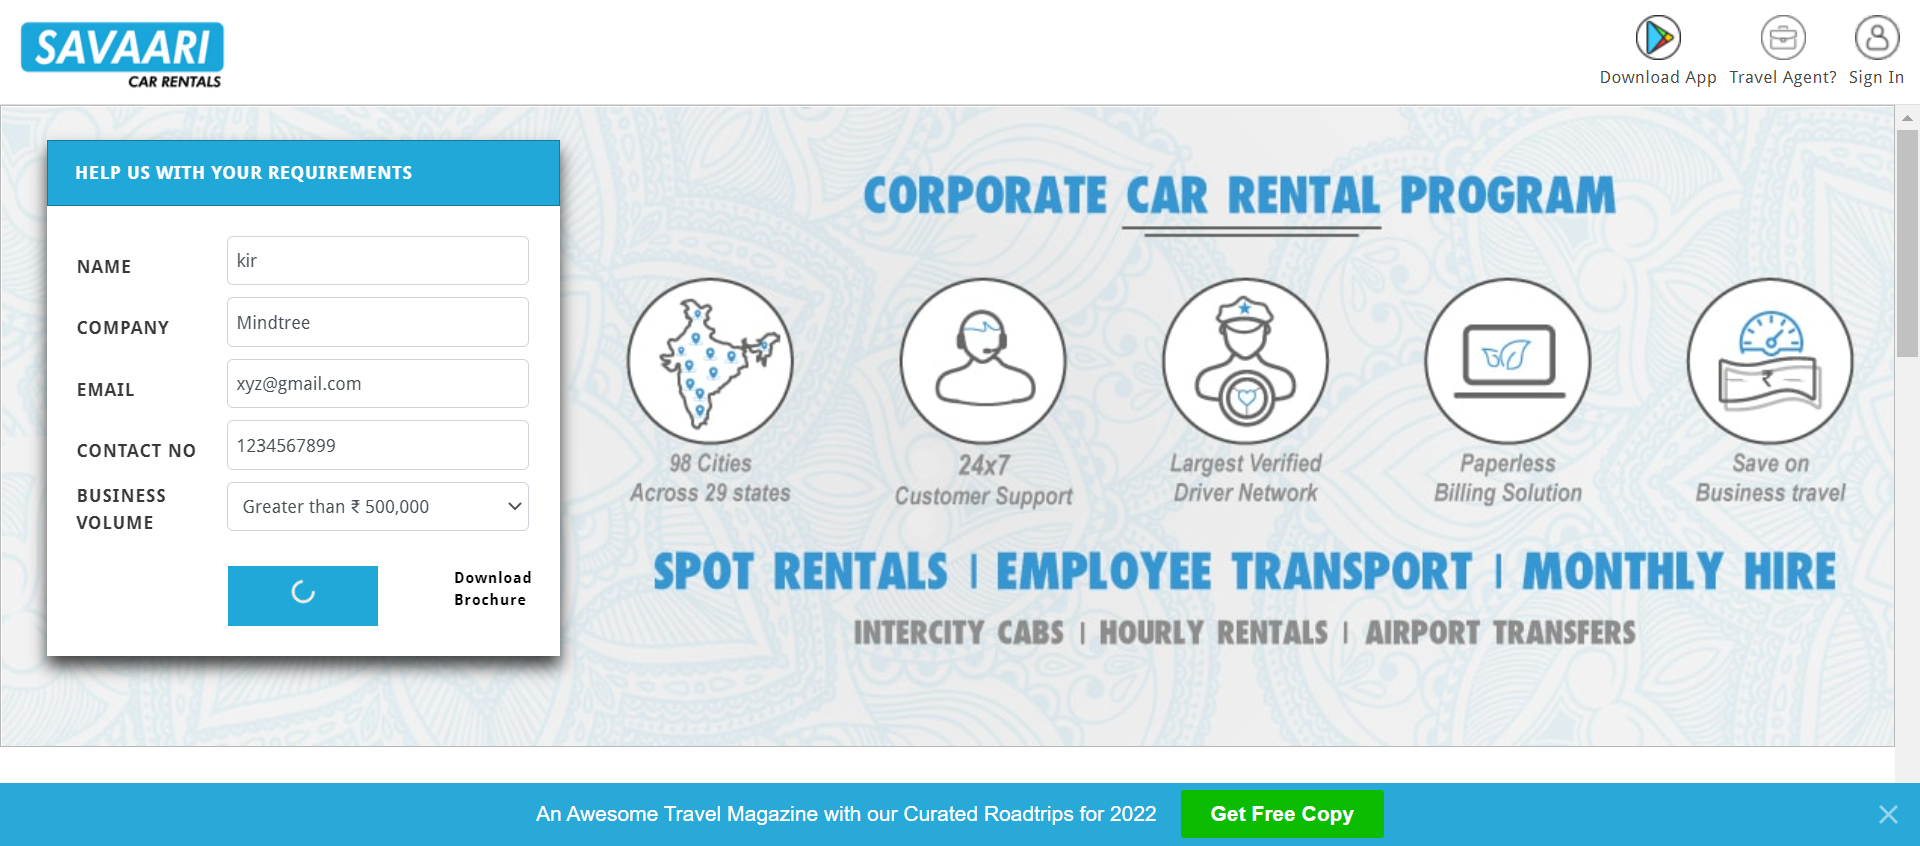 SAVAARI
CAR RENTALS
Download App
Travel Agent?
Sign In
HELP US WITH YOUR REQUIREMENTS
NAME
kir
COMPANY
Mindtree
EMAIL
xyz@gmail.com
CONTACT NO
1234567899
BUSINESS
VOLUME
Greater than ₹ 500,000
Download
Brochure
CORPORATE CAR RENTAL PROGRAM
98 Cities
Across 29 states
24x7
Customer Support
Largest Verified
Driver Network
Paperless
Billing Solution
₹
Save on
Business travel
SPOT RENTALS | EMPLOYEE TRANSPORT | MONTHLY HIRE
INTERCITY CABS | HOURLY RENTALS | AIRPORT TRANSFERS
An Awesome Travel Magazine with our Curated Roadtrips for 2022
Get Free Copy